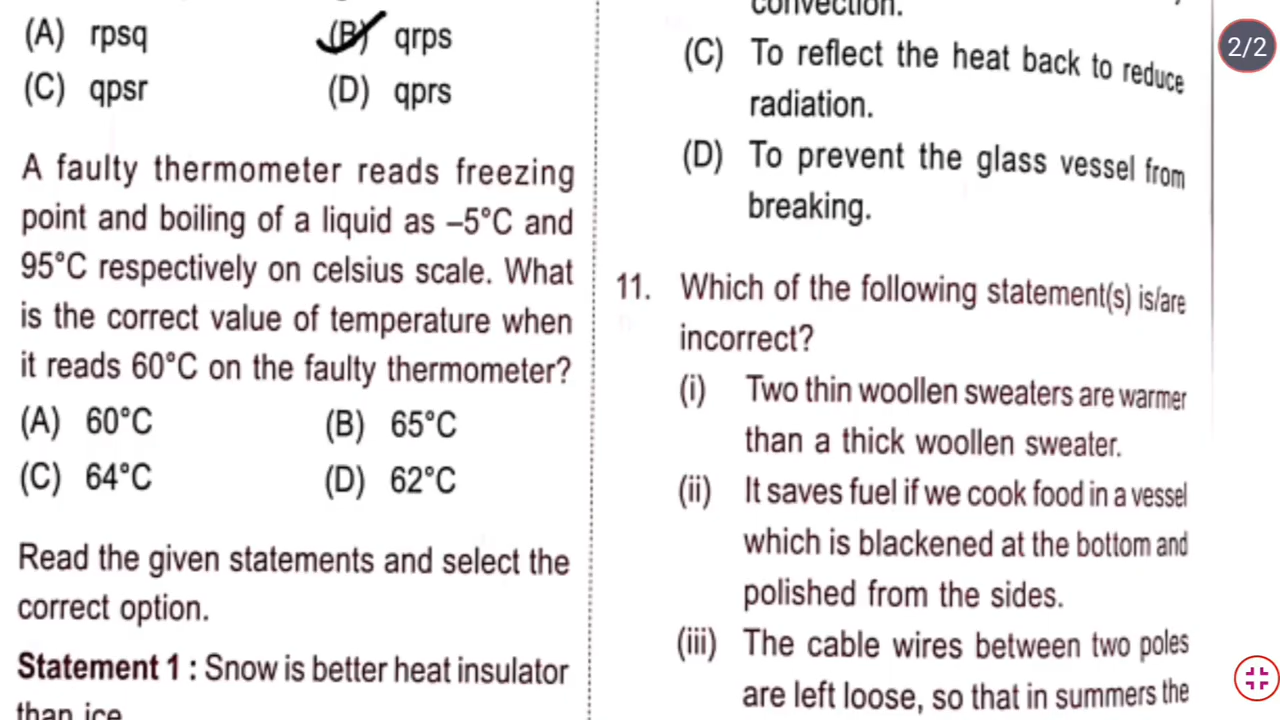 (A) rpsq (B) qrps
(C) qpsr (D) qprs
A faulty thermometer reads freezing
point and boiling of a liquid as –5°C and
95°C respectively on celsius scale. What
is the correct value of temperature when
it reads 60°C on the faulty thermometer?
(A) 60°C (B) 65°C
(C) 64°C (D) 62°C
Read the given statements and select the
correct option.
Statement 1 : Snow is better heat insulator
than ice
convection.
(C) To reflect the heat back to reduce
radiation.
(D) To prevent the glass vessel from
breaking.
11. Which of the following statement(s) is/are
incorrect?
(i) Two thin woollen sweaters are warmer
than a thick woollen sweater.
(ii) It saves fuel if we cook food in a vessel
which is blackened at the bottom and
polished from the sides.
(iii) The cable wires between two poles
are left loose, so that in summers the
2/2